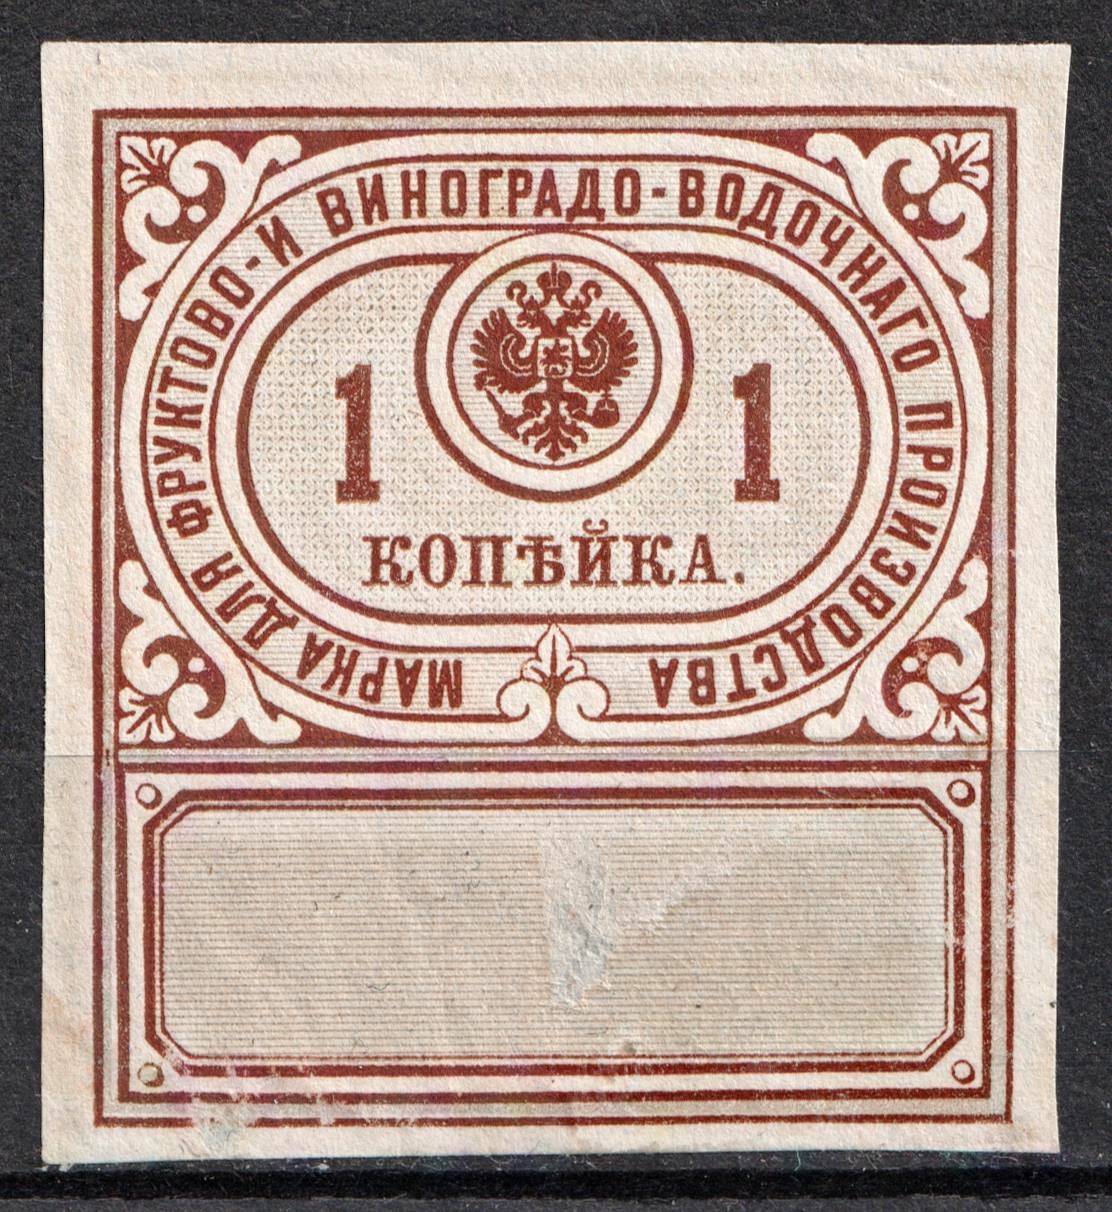 МАРКА ДЛЯ ФРУКТОВО-И ВИНОГРАДО-ВОДОЧНАГО ПРОИЗВОДСТВА
1 1
КОПѢЙКА.